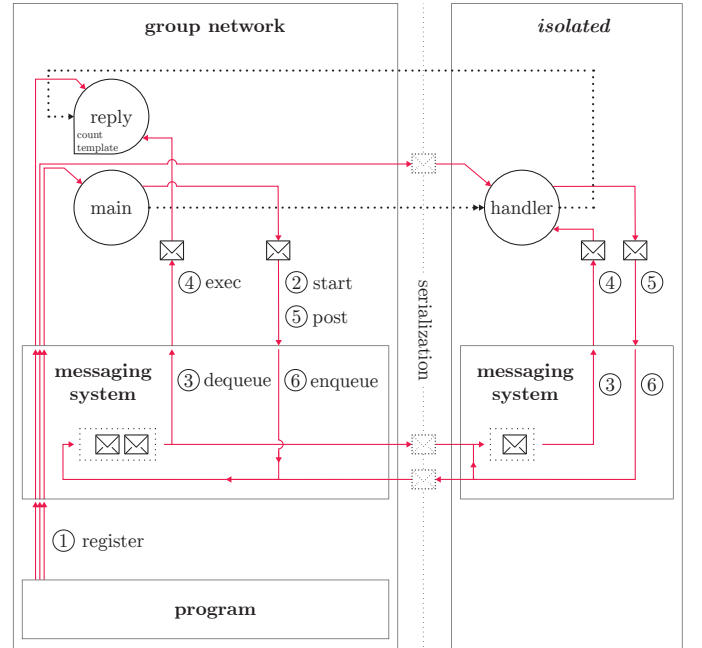 group network
isolated
reply
count
template
main
handler
④ exec
② start
④
⑤
⑤ post
serialization
messaging
system
③ dequeue
⑥ enqueue
messaging
system
③
⑥
① register
program